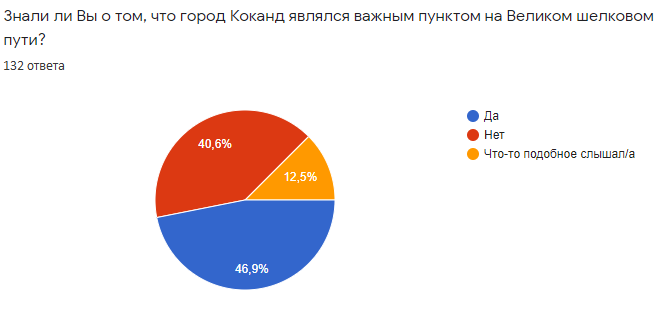 Знали ли Вы о том, что город Коканд являлся важным пунктом на Великом шелковом
пути?
132 ответа
Да
Нет
Что-то подобное слышал/а
40,6%
12,5%
46,9%